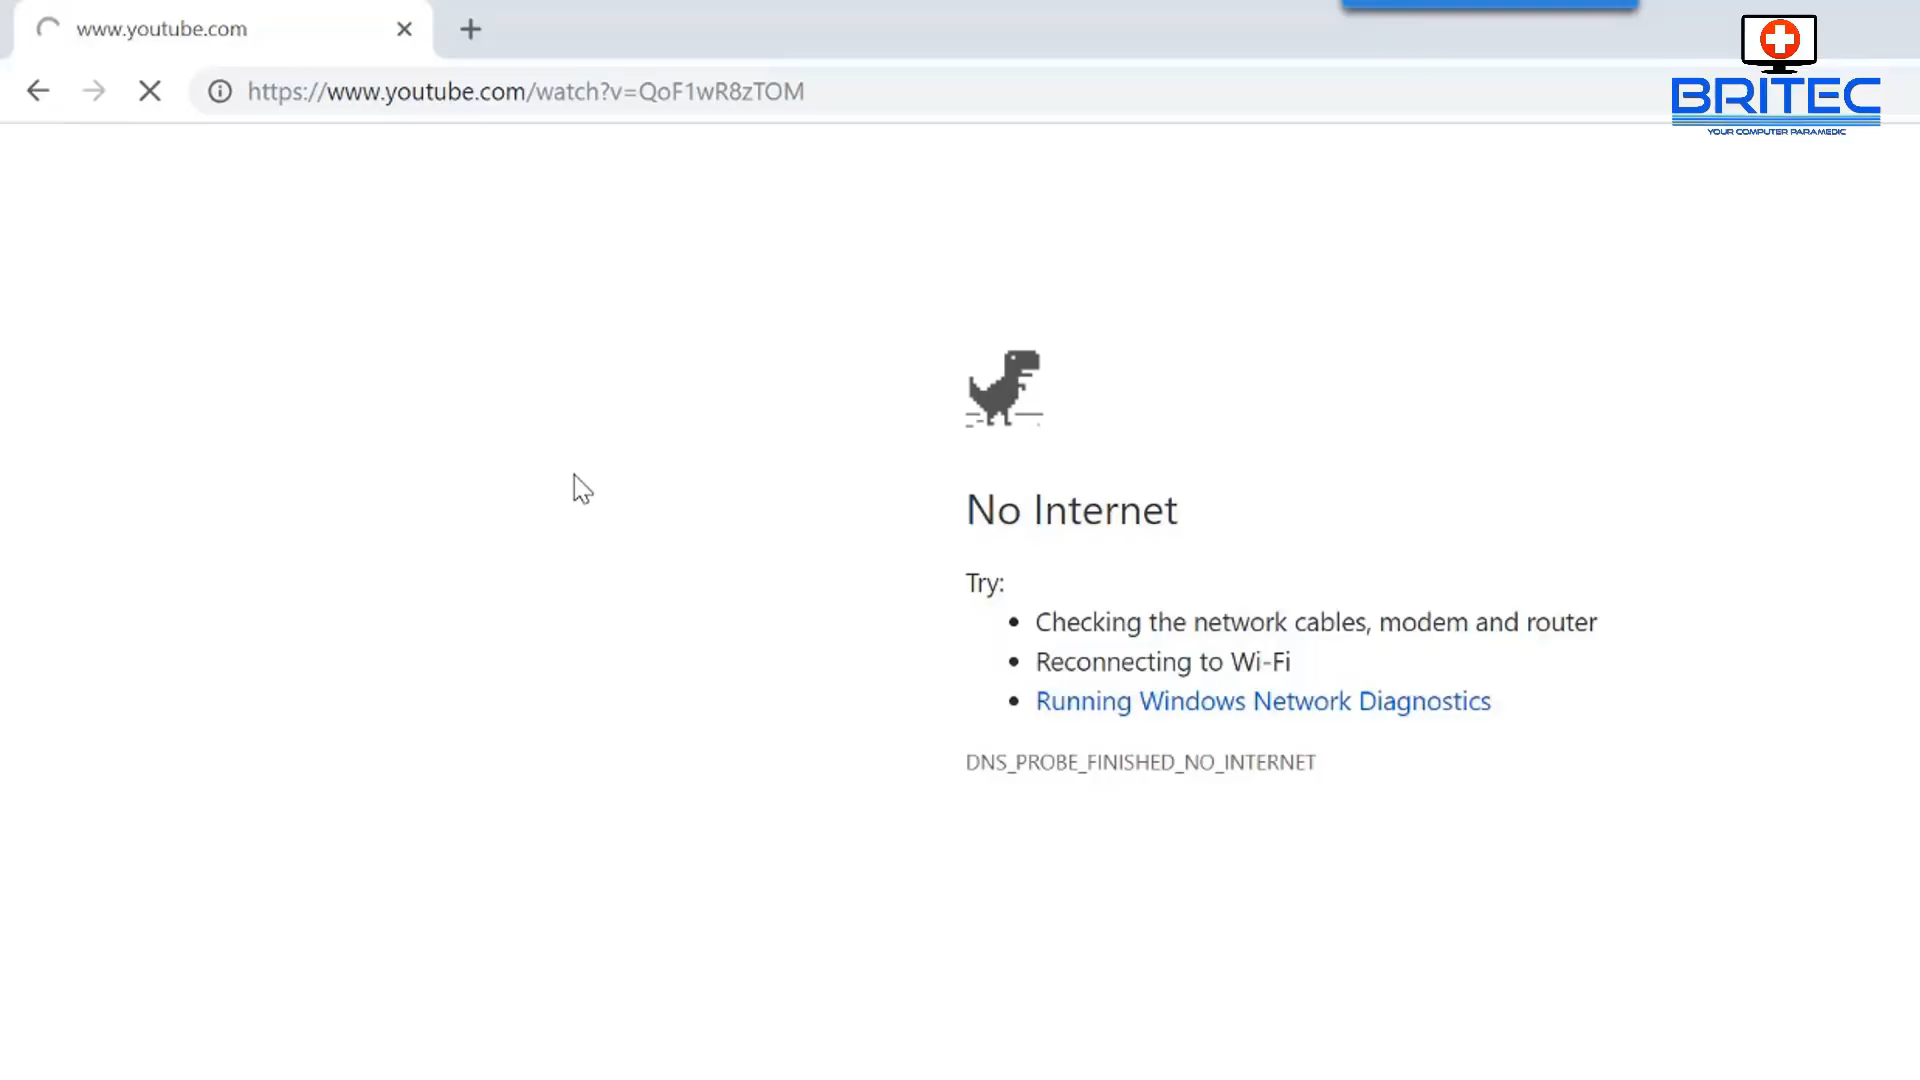 www.youtube.com
https://www.youtube.com/watch?v=QoF1wR8zTOM
BRITEC
YOUR COMPUTER PARAMEDIC
No Internet
Try:
• Checking the network cables, modem and router
• Reconnecting to Wi-Fi
• Running Windows Network Diagnostics
DNS_PROBE_FINISHED_NO_INTERNET